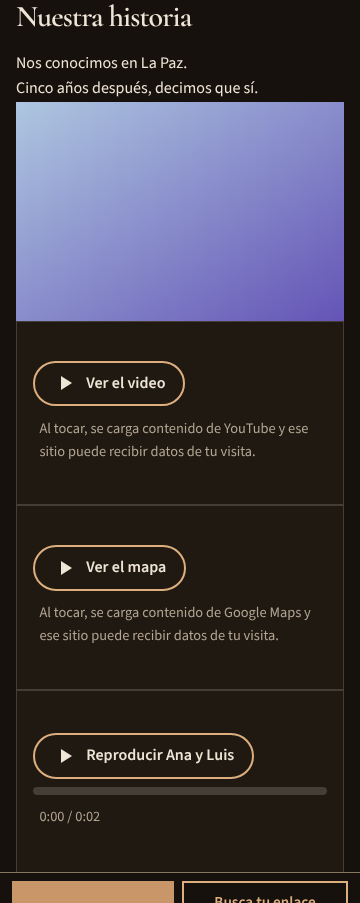 Nuestra historia
Nos conocimos en La Paz.
Cinco años después, decimos que sí.
Ver el video
Al tocar, se carga contenido de YouTube y ese
sitio puede recibir datos de tu visita.
Ver el mapa
Al tocar, se carga contenido de Google Maps y
ese sitio puede recibir datos de tu visita.
Reproducir Ana y Luis
0:00 / 0:02
Busca tu enlace